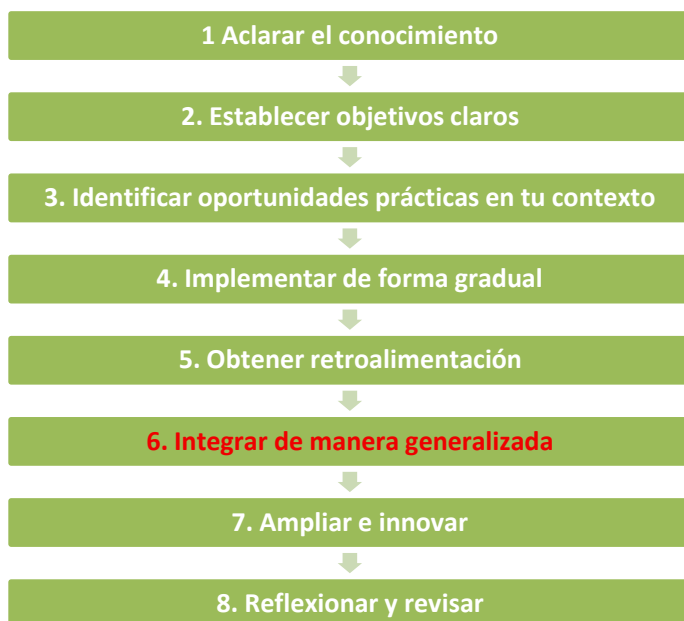 1 Aclarar el conocimiento
2. Establecer objetivos claros
3. Identificar oportunidades prácticas en tu contexto
4. Implementar de forma gradual
5. Obtener retroalimentación
6. Integrar de manera generalizada
7. Ampliar e innovar
8. Reflexionar y revisar